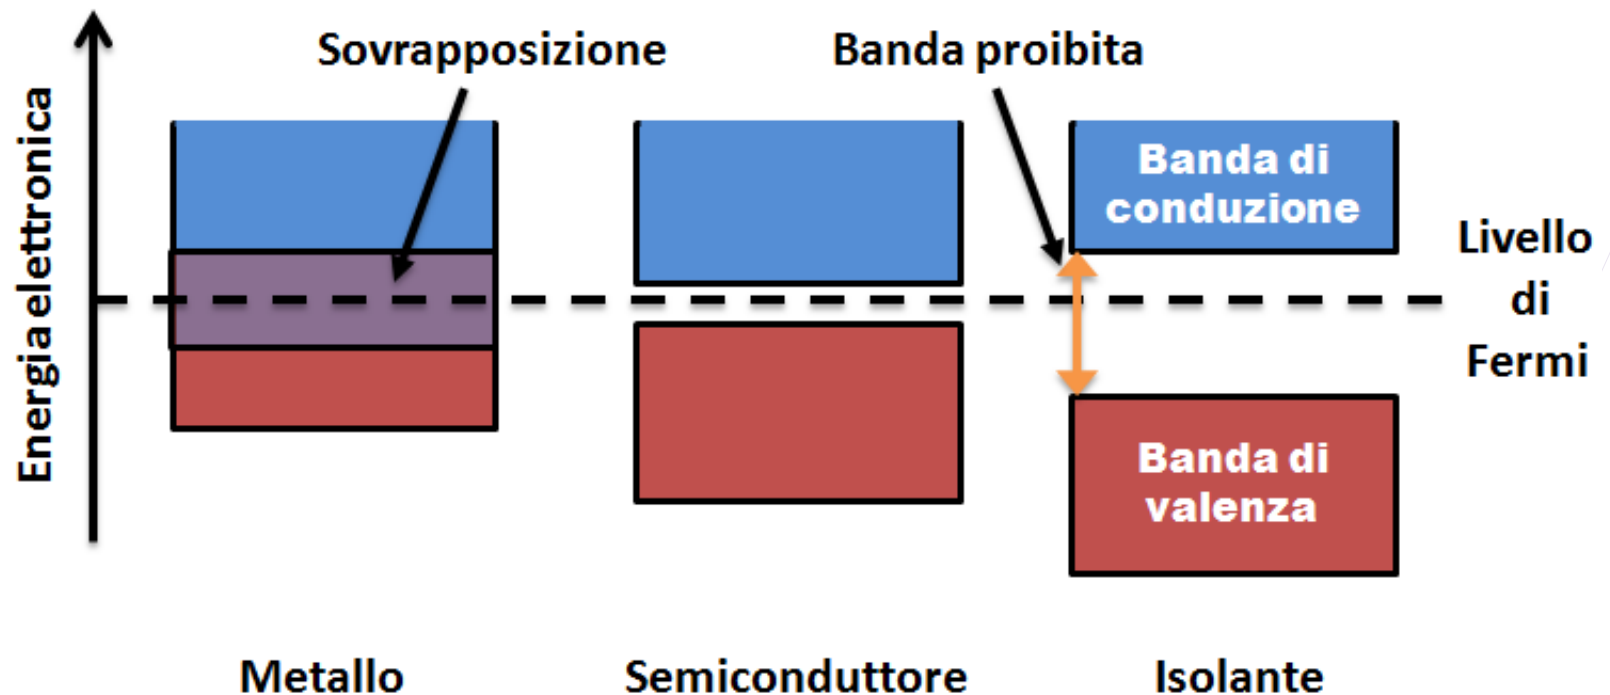 Sovrapposizione
Banda proibita
Energia elettronica
Banda di
conduzione
Livello
di
Fermi
Banda di
valenza
Metallo
Semiconduttore
Isolante